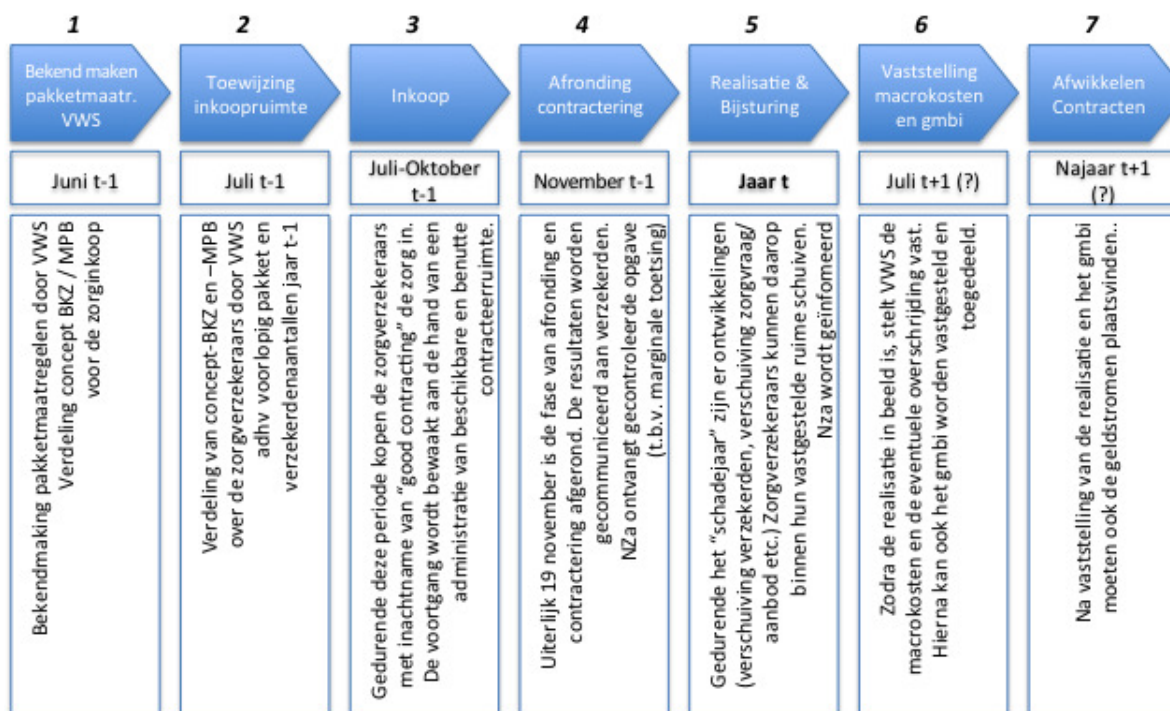 1
Bekend maken
pakketmaatr.
VWS
Juni t-1
Bekendmaking pakketmaatregelen door VWS
Verdeling concept BKZ / MPB
voor de zorginkoop
2
Toewijzing
inkoopruimte
Juli t-1
Verdeling van concept-BKZ en –MPB
over de zorgverzekeraars door VWS
adhv voorlopig pakket en
verzekerdenaantallen jaar t-1
3
Inkoop
Juli-Oktober
t-1
Gedurende deze periode kopen de zorgverzekeraars
met inachtname van “good contracting” de zorg in.
De voortgang wordt bewaakt aan de hand van een
administratie van beschikbare en benutte
contracteerruimte.
4
Afronding
contractering
November t-1
Uiterlijk 19 november is de fase van afronding en
contractering afgerond. De resultaten worden
gecommuniceerd aan verzekerden.
NZa ontvangt gecontroleerde opgave
(t.b.v. marginale toetsing)
5
Realisatie &
Bijsturing
Jaar t
Gedurende het “schadejaar” zijn er ontwikkelingen
(verschuiving verzekerden, verschuiving zorgvraag/
aanbod etc.) Zorgverzekeraars kunnen daarop
binnen hun vastgestelde ruime schuiven.
Nza wordt geïnfomeerd
6
Vaststelling
macrokosten
en gmbi
Juli t+1 (?)
Zodra de realisatie in beeld is, stelt VWS de
macrokosten en de eventuele overschrijding vast.
Hierna kan ook het gmbi worden vastgesteld en
toegedeeld.
7
Afwikkelen
Contracten
Najaar t+1
(?)
Na vaststelling van de realisatie en het gmbi
moeten ook de geldstromen plaatsvinden..